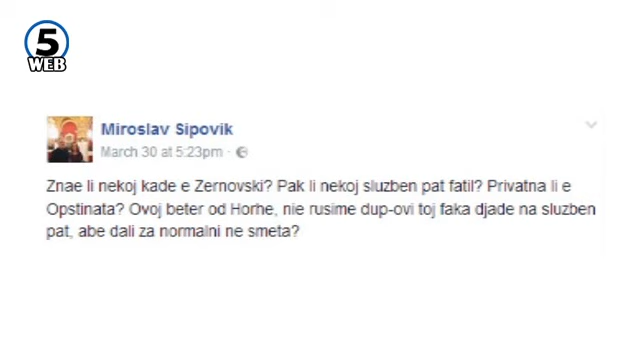 5
WEB
Miroslav Sipovik
March 30 at 5:23pm ·
Znae li nekoj kade e Zernovski? Pak li nekoj sluzben pat fatil? Privatna li e
Opstinata? Ovoj beter od Horhe, nie rusime dup-ovi toj faka djade na sluzben
pat, abe dali za normalni ne smeta?